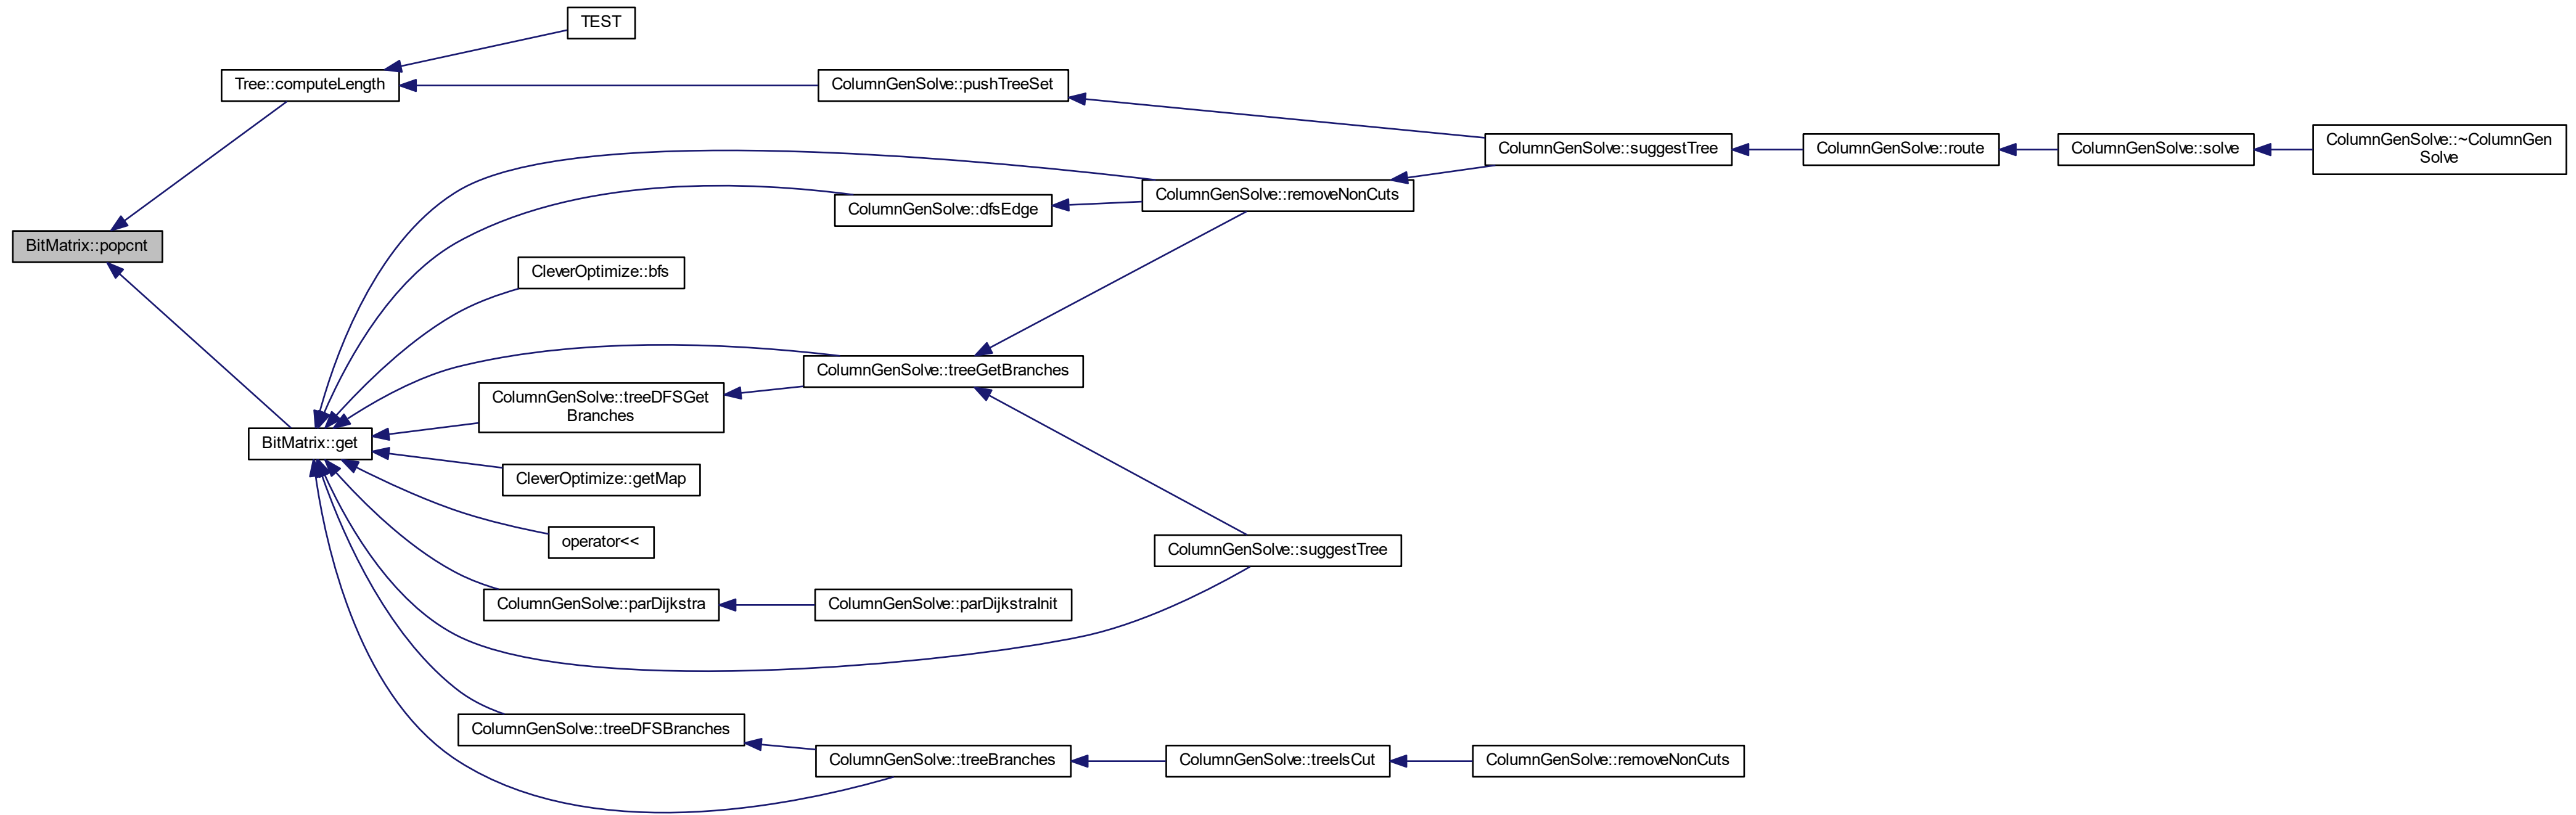 TEST
Tree::computeLength
ColumnGenSolve::pushTreeSet
ColumnGenSolve::suggestTree
ColumnGenSolve::route
ColumnGenSolve::solve
ColumnGenSolve::~ColumnGen
Solve
ColumnGenSolve::removeNonCuts
ColumnGenSolve::dfsEdge
BitMatrix::popcnt
CleverOptimize::bfs
ColumnGenSolve::treeGetBranches
ColumnGenSolve::treeDFSGet
Branches
BitMatrix::get
CleverOptimize::getMap
operator<<
ColumnGenSolve::suggestTree
ColumnGenSolve::parDijkstra
ColumnGenSolve::parDijkstraInit
ColumnGenSolve::treeDFSBranches
ColumnGenSolve::treeBranches
ColumnGenSolve::treeIsCut
ColumnGenSolve::removeNonCuts